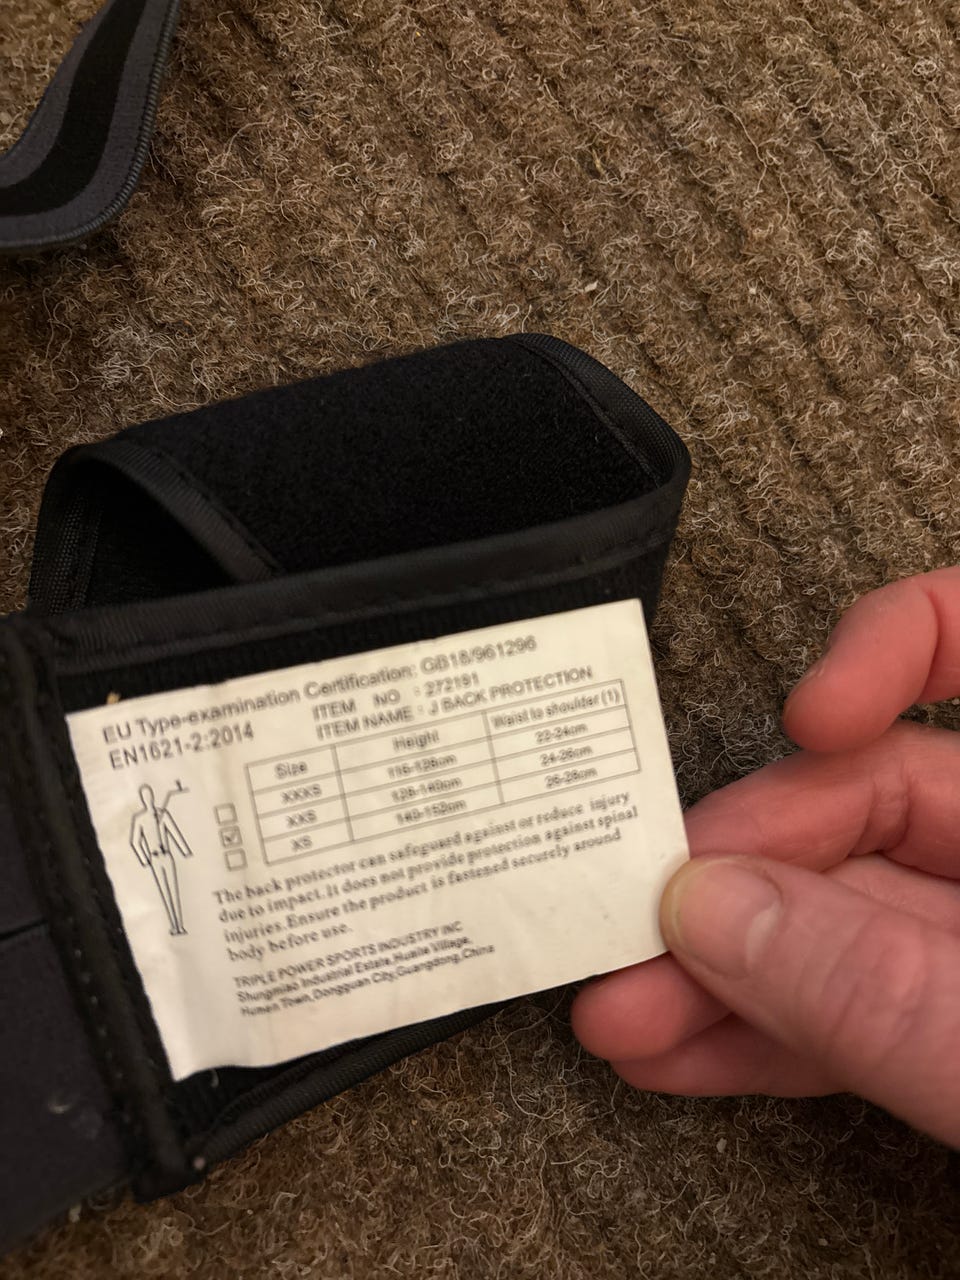 EU Type-examination Certification: GB18/961296
EN1621-2:2014
ITEM NO : 272191
ITEM NAME : J BACK PROTECTION
Size Height Waist to shoulder (1)
XXXS 116-128cm 22-24cm
XXS 128-140cm 24-26cm
XS 140-152cm 26-28cm
The back protector can safeguard against or reduce injury
due to impact. It does not provide protection against spinal
injuries. Ensure the product is fastened securely around
body before use.
TRIPLE POWER SPORTS INDUSTRY INC
Industrial Estate, Village,
Town, Dongguan City, Guangdong, China